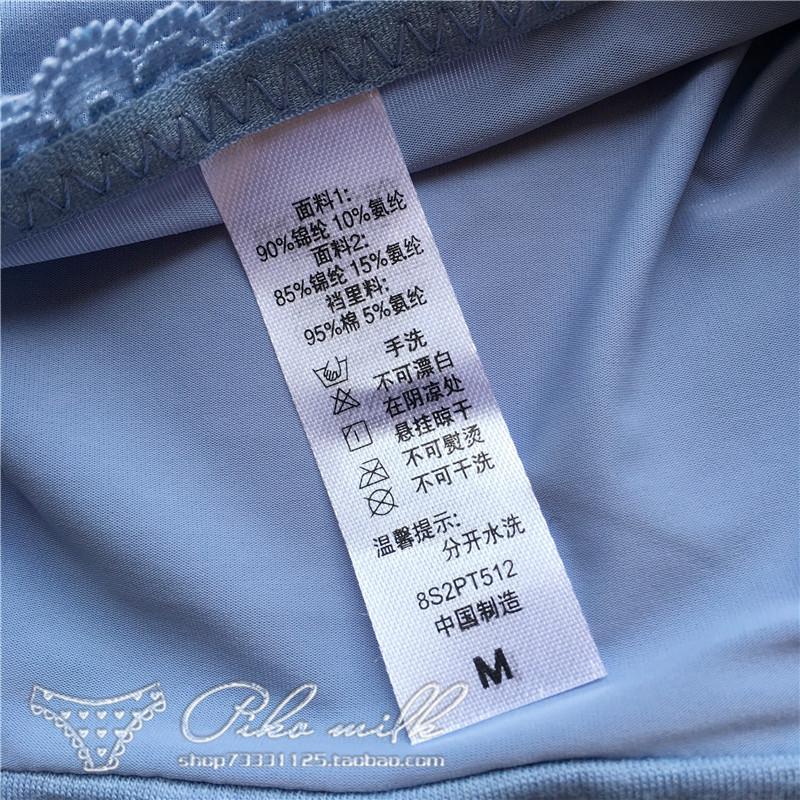 面料1:
90%锦纶 10%氨纶
面料2:
85%锦纶 15%氨纶
裆里料:
95%棉 5%氨纶
手洗
不可漂白
在阴凉处
悬挂晾干
不可熨烫
不可干洗
温馨提示:
分开水洗
8S2PT512
中国制造
M
Piko milk
shop73331125.taobao.com